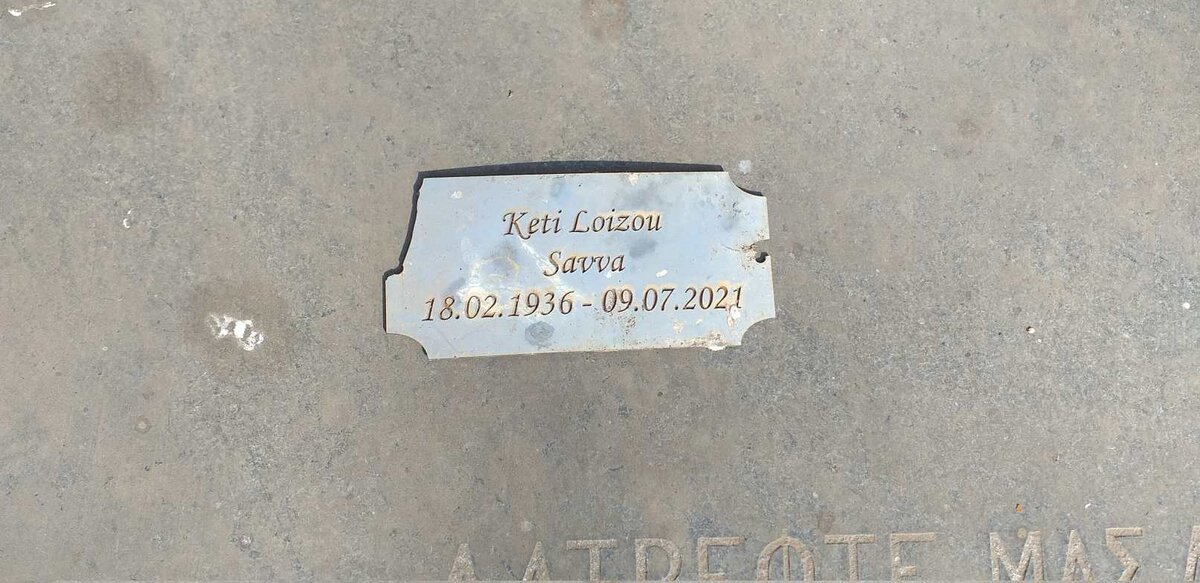 Keti Loizou
Savva
18.02.1936 - 09.07.2021
ΜΑΣ